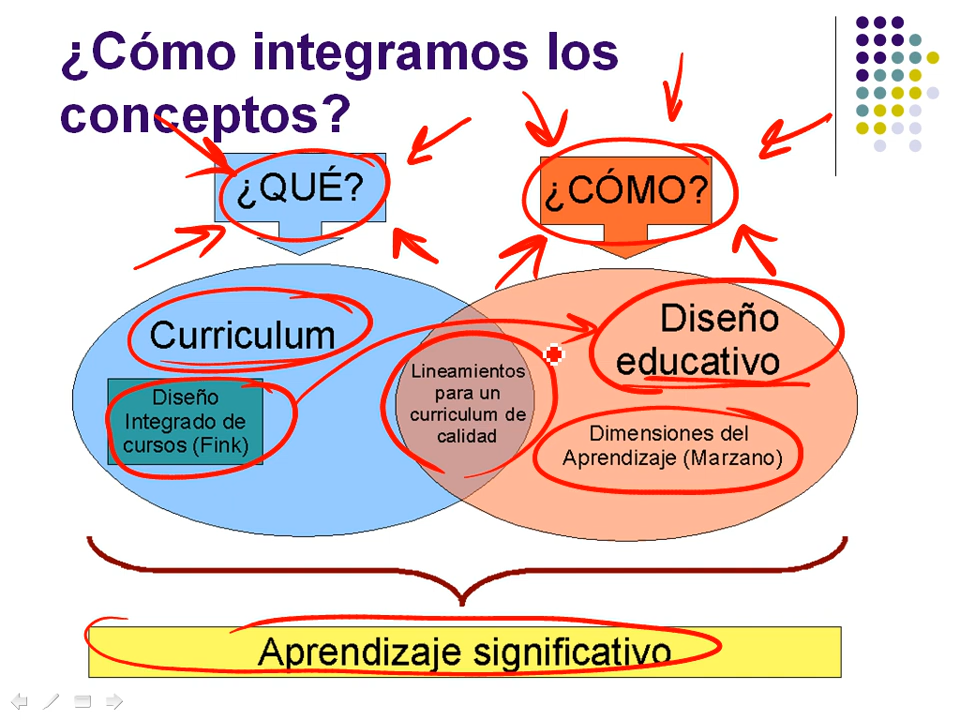 ¿Cómo integramos los
conceptos?
¿QUÉ?
¿CÓMO?
Curriculum
Diseño
Integrado de
cursos (Fink)
Lineamientos
para un
curriculum de
calidad
Diseño
educativo
Dimensiones del
Aprendizaje (Marzano)
Aprendizaje significativo